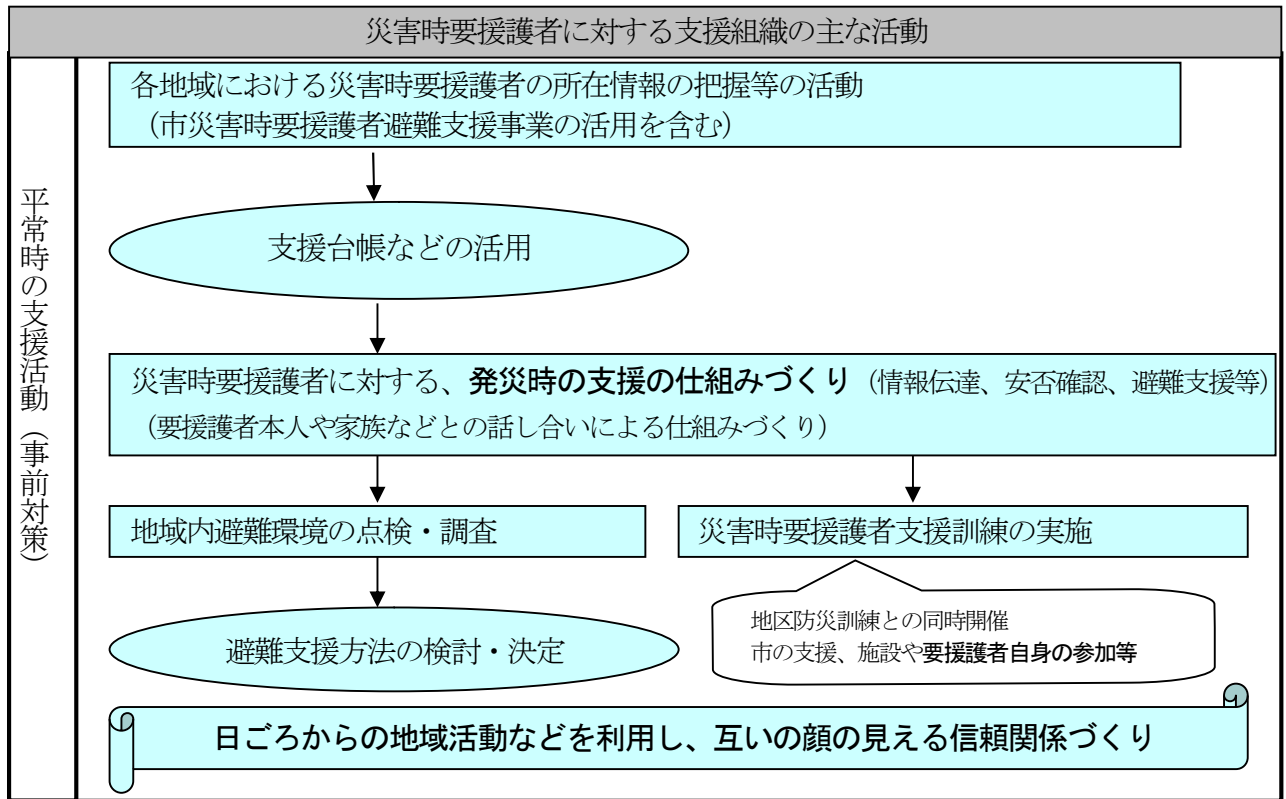 災害時要援護者に対する支援組織の主な活動
平常時の支援活動（事前対策）
各地域における災害時要援護者の所在情報の把握等の活動
（市災害時要援護者避難支援事業の活用を含む）
支援台帳などの活用
災害時要援護者に対する、発災時の支援の仕組みづくり（情報伝達、安否確認、避難支援等）
（要援護者本人や家族などとの話し合いによる仕組みづくり）
地域内避難環境の点検・調査
災害時要援護者支援訓練の実施
地区防災訓練との同時開催
市の支援、施設や要援護者自身の参加等
避難支援方法の検討・決定
日ごろからの地域活動などを利用し、互いの顔の見える信頼関係づくり